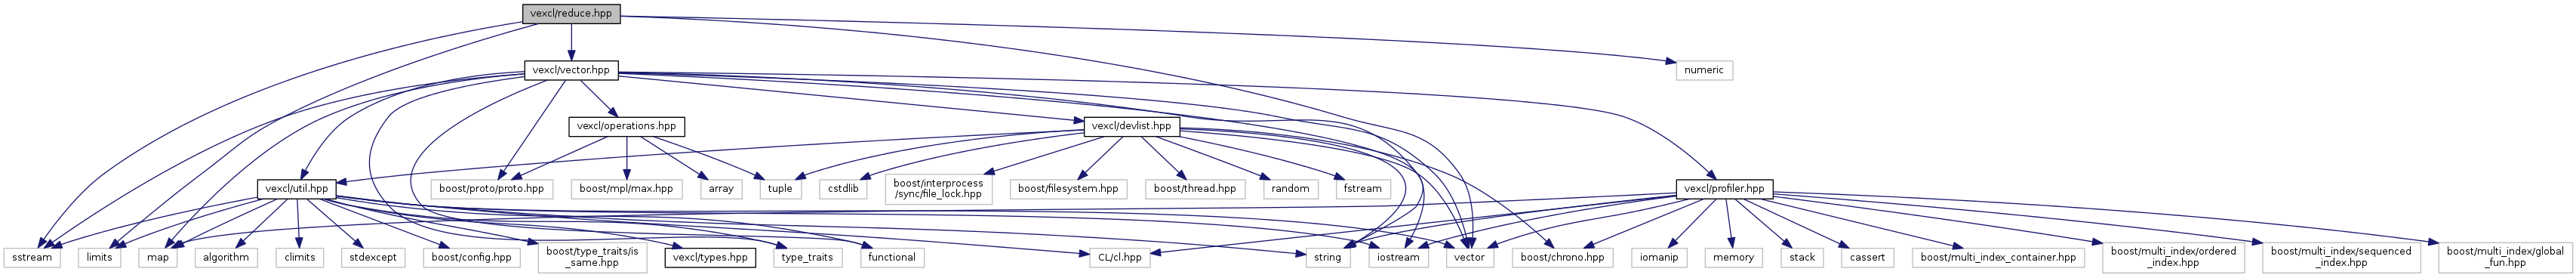 vexcl/reduce.hpp
vexcl/vector.hpp
numeric
vexcl/operations.hpp
vexcl/devlist.hpp
vexcl/util.hpp
boost/proto/proto.hpp
boost/mpl/max.hpp
array
tuple
cstdlib
boost/interprocess
/sync/file_lock.hpp
boost/filesystem.hpp
boost/thread.hpp
random
fstream
vexcl/profiler.hpp
sstream
limits
map
algorithm
climits
stdexcept
boost/config.hpp
boost/type_traits/is
_same.hpp
vexcl/types.hpp
type_traits
functional
CL/cl.hpp
string
iostream
vector
boost/chrono.hpp
iomanip
memory
stack
cassert
boost/multi_index_container.hpp
boost/multi_index/ordered
_index.hpp
boost/multi_index/sequenced
_index.hpp
boost/multi_index/global
_fun.hpp